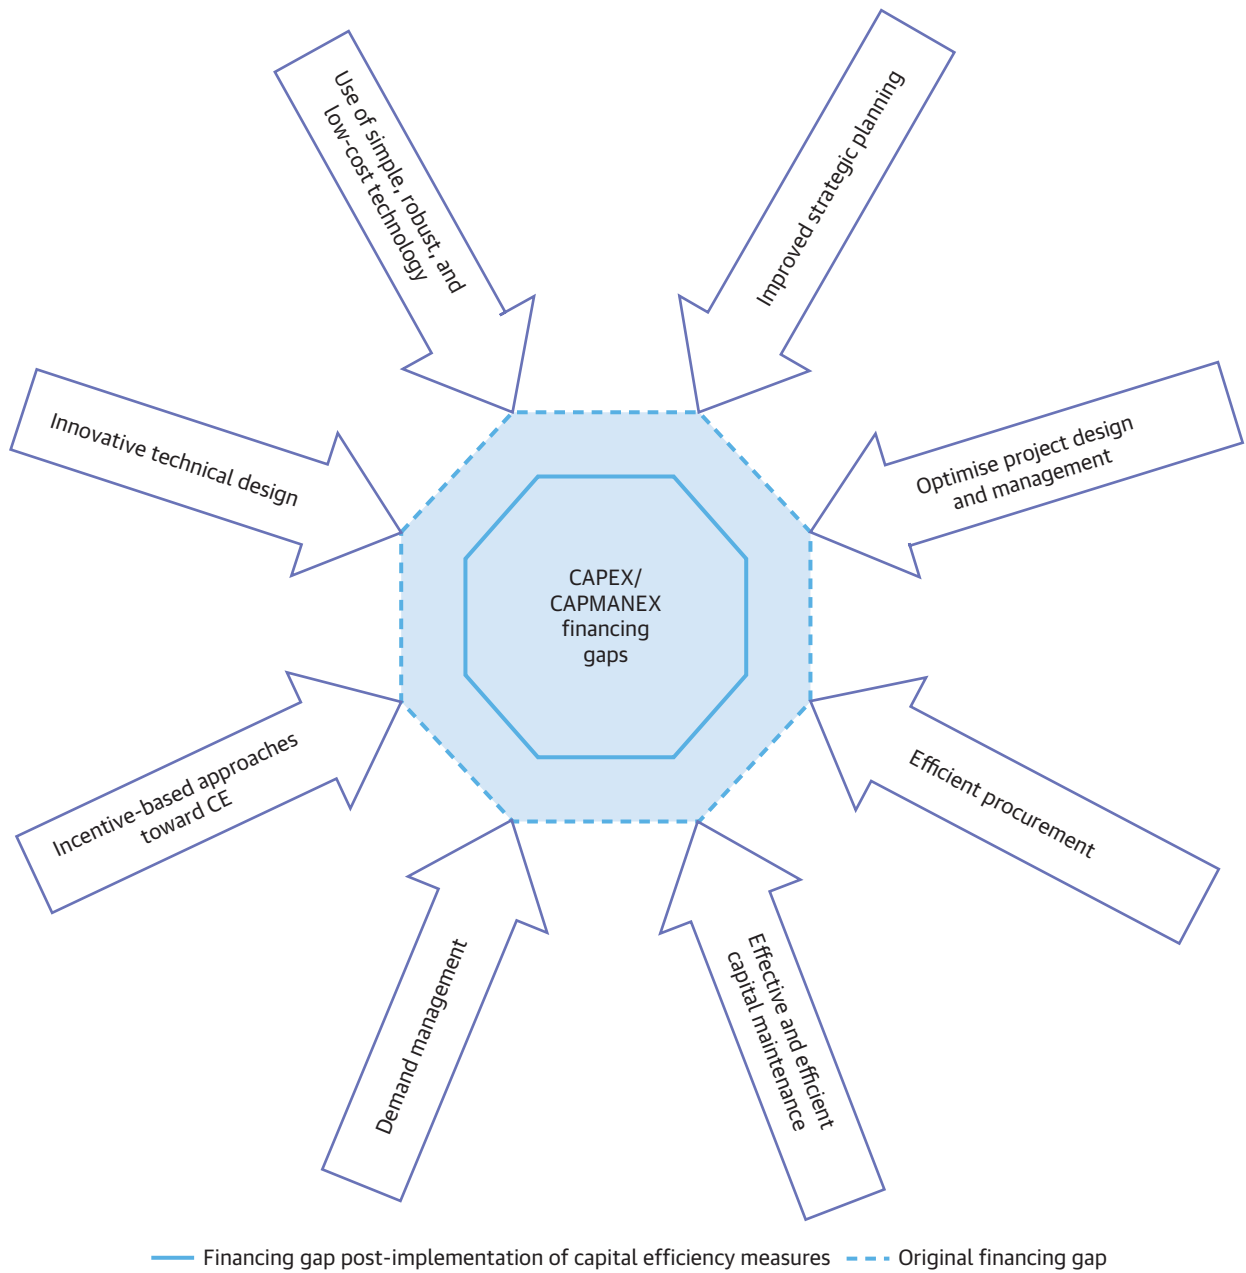 Use of simple, robust, and
low-cost technology
Improved strategic planning
Innovative technical design
Optimise project design
and management
CAPEX/
CAPMANEX
financing
gaps
Incentive-based approaches
toward CE
Efficient procurement
Demand management
Effective and efficient
capital maintenance
Financing gap post-implementation of capital efficiency measures
Original financing gap